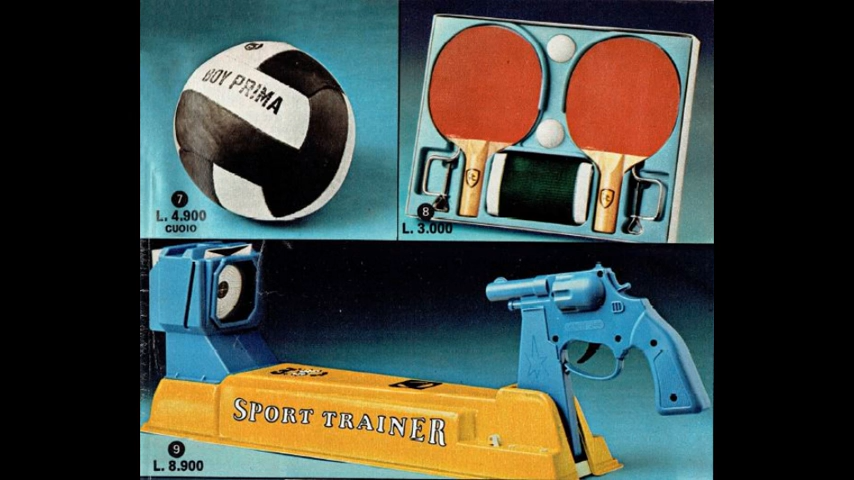 BOY PRIMA
7
L. 4.900
CUOIO
8
L. 3.000
SPORT TRAINER
9
L. 8.900